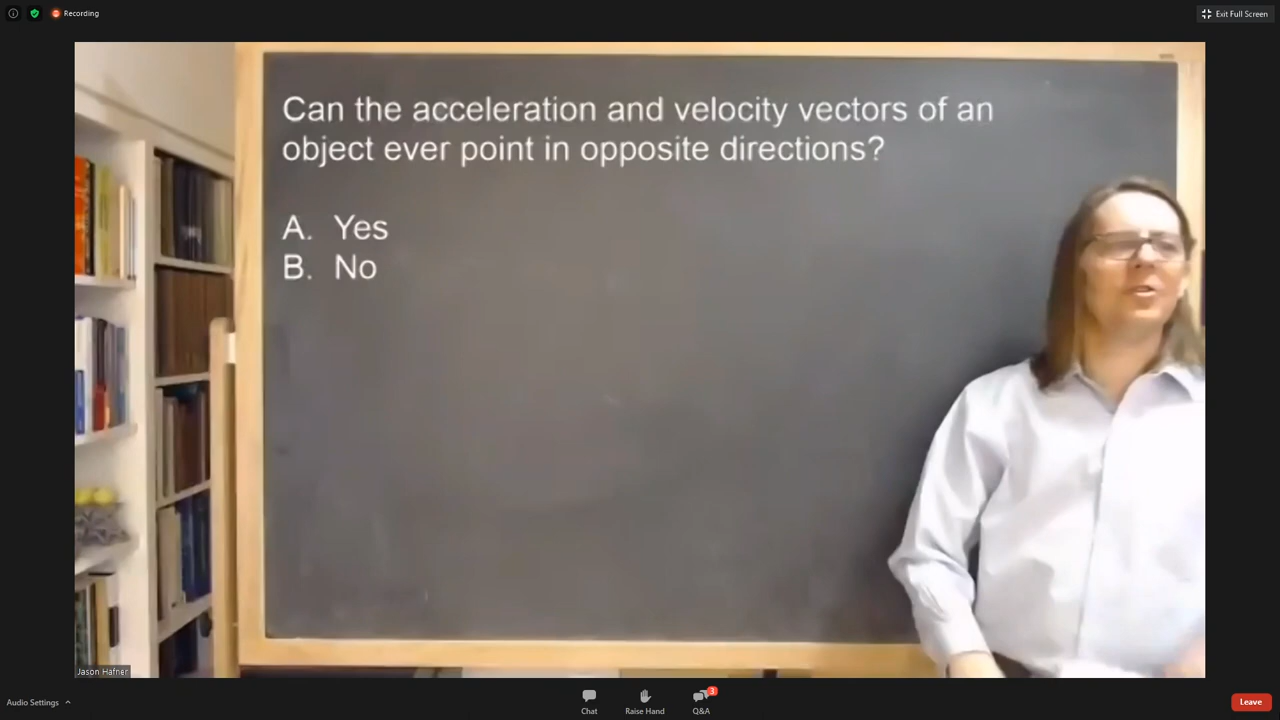 Recording
Exit Full Screen
Can the acceleration and velocity vectors of an
object ever point in opposite directions?
A. Yes
B. No
Jason Hafner
Audio Settings
Chat
Raise Hand
3
Q&A
Leave